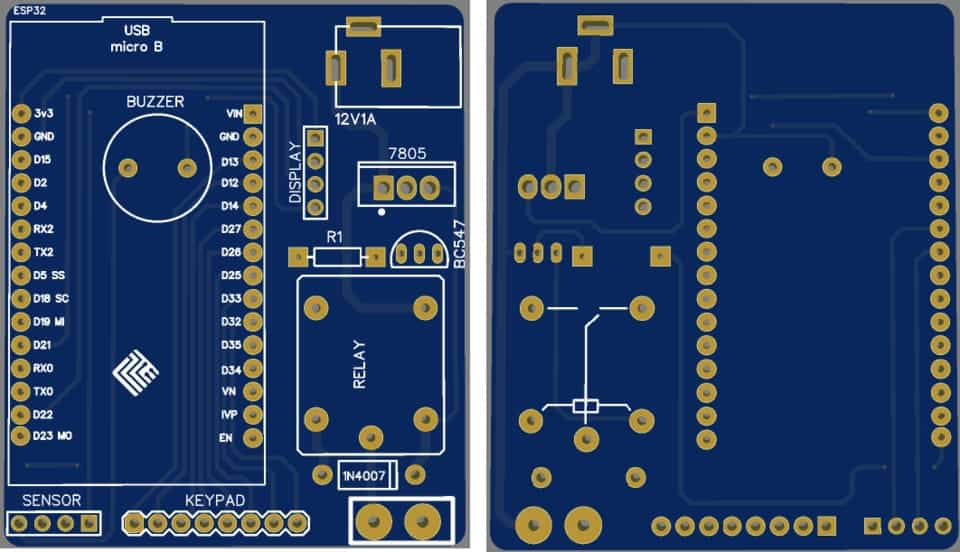 ESP32
USB
micro B
BUZZER
12V1A
3v3
GND
D15
D2
D4
RX2
TX2
D5 SS
D18 SC
D19 MI
D21
RX0
TX0
D22
D23 MO
VIN
GND
D13
D12
D14
D27
D26
D25
D33
D32
D35
D34
VN
IVP
EN
DISPLAY
7805
R1
BC547
RELAY
1N4007
SENSOR
KEYPAD